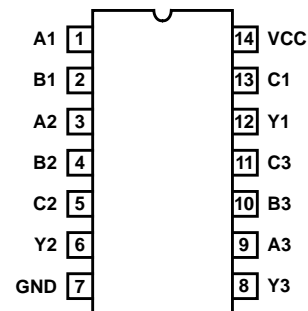 A1 1 14 VCC
B1 2 13 C1
A2 3 12 Y1
B2 4 11 C3
C2 5 10 B3
Y2 6 9 A3
GND 7 8 Y3